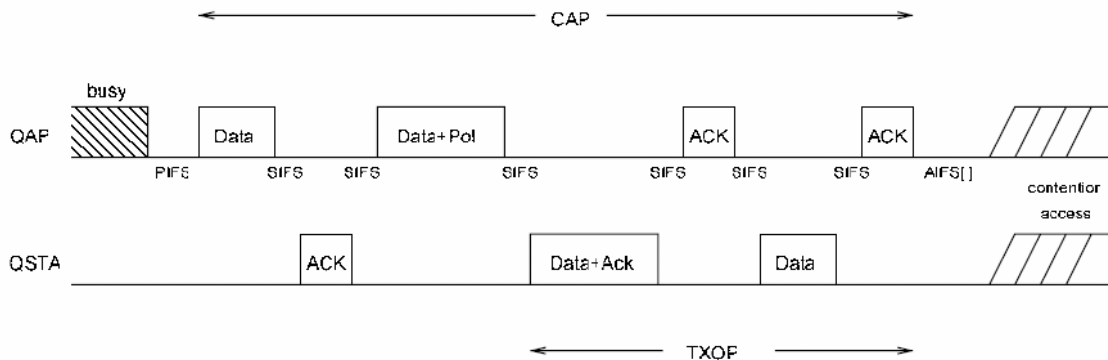 CAP
busy
QAP Data Data+Pol ACK ACK
PIFS SIFS SIFS SIFS SIFS SIFS SIFS AIFS[ ]
contentior
access
QSTA ACK Data+Ack Data
TXOP